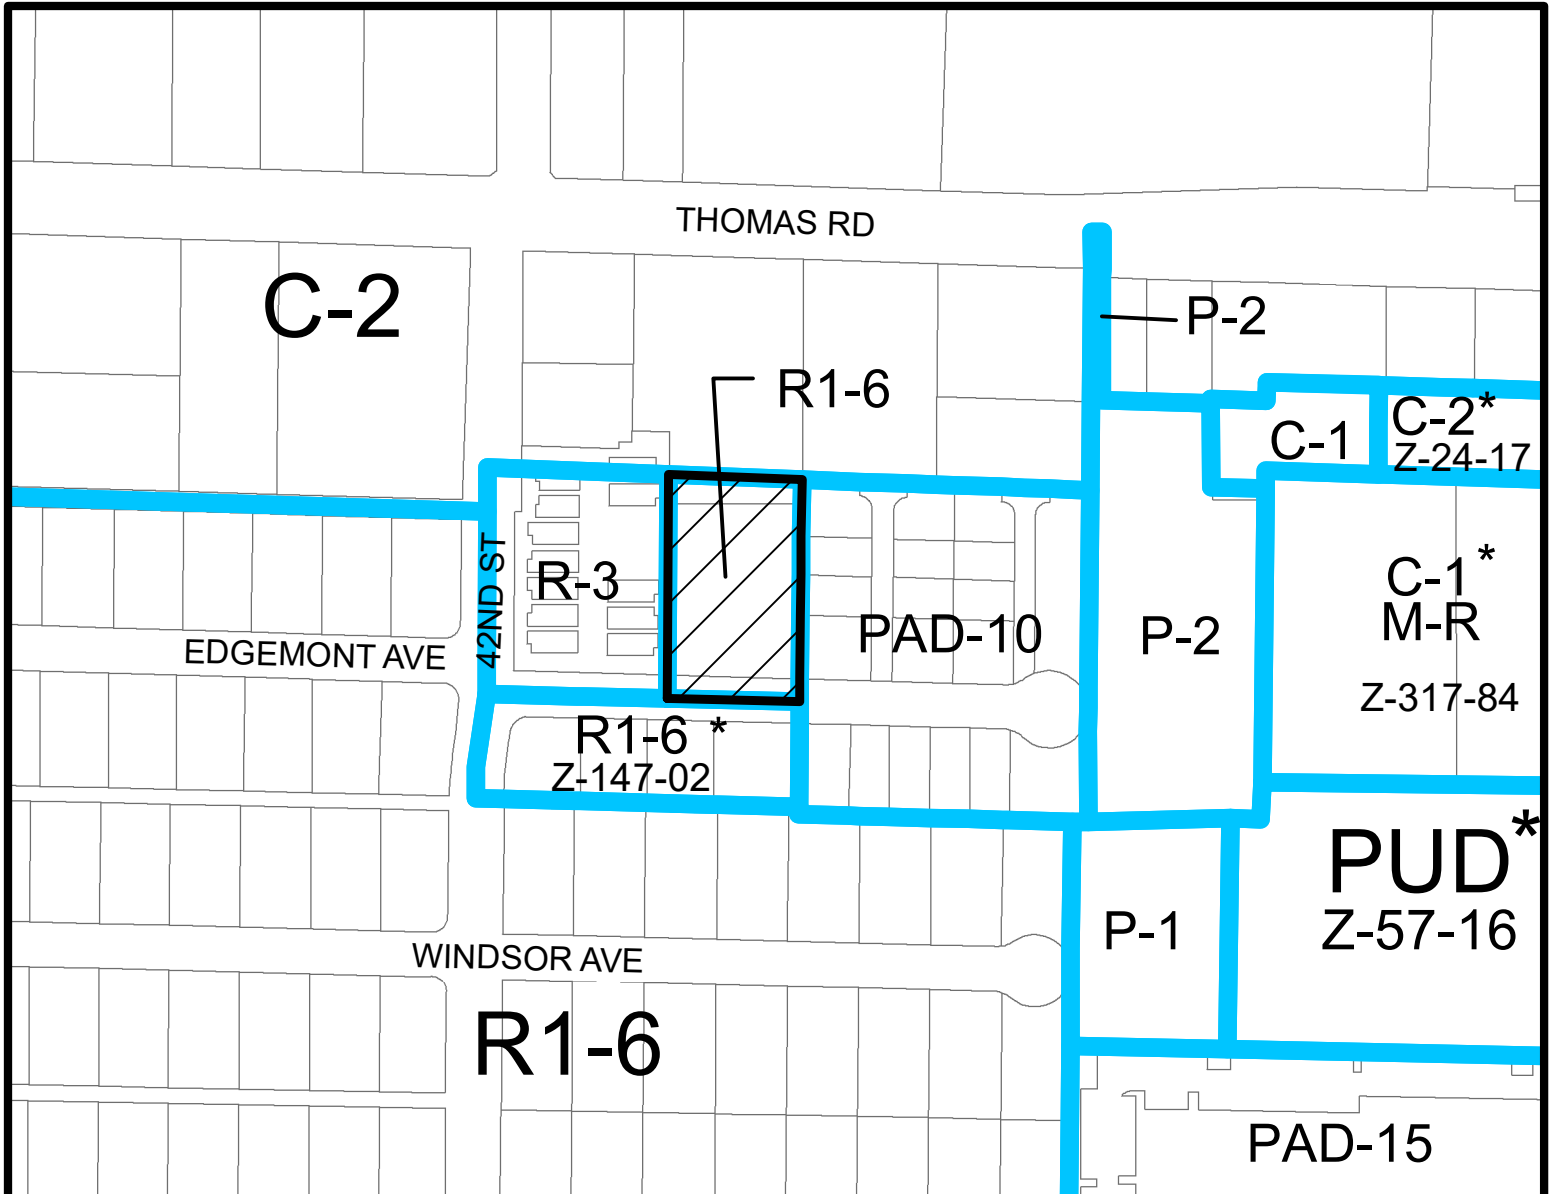 THOMAS RD
C-2
P-2
R1-6
C-2*
C-1
Z-24-17
42ND ST
R-3
C-1*
M-R
PAD-10
P-2
EDGEMONT AVE
Z-317-84
R1-6 *
Z-147-02
PUD*
Z-57-16
P-1
WINDSOR AVE
R1-6
PAD-15